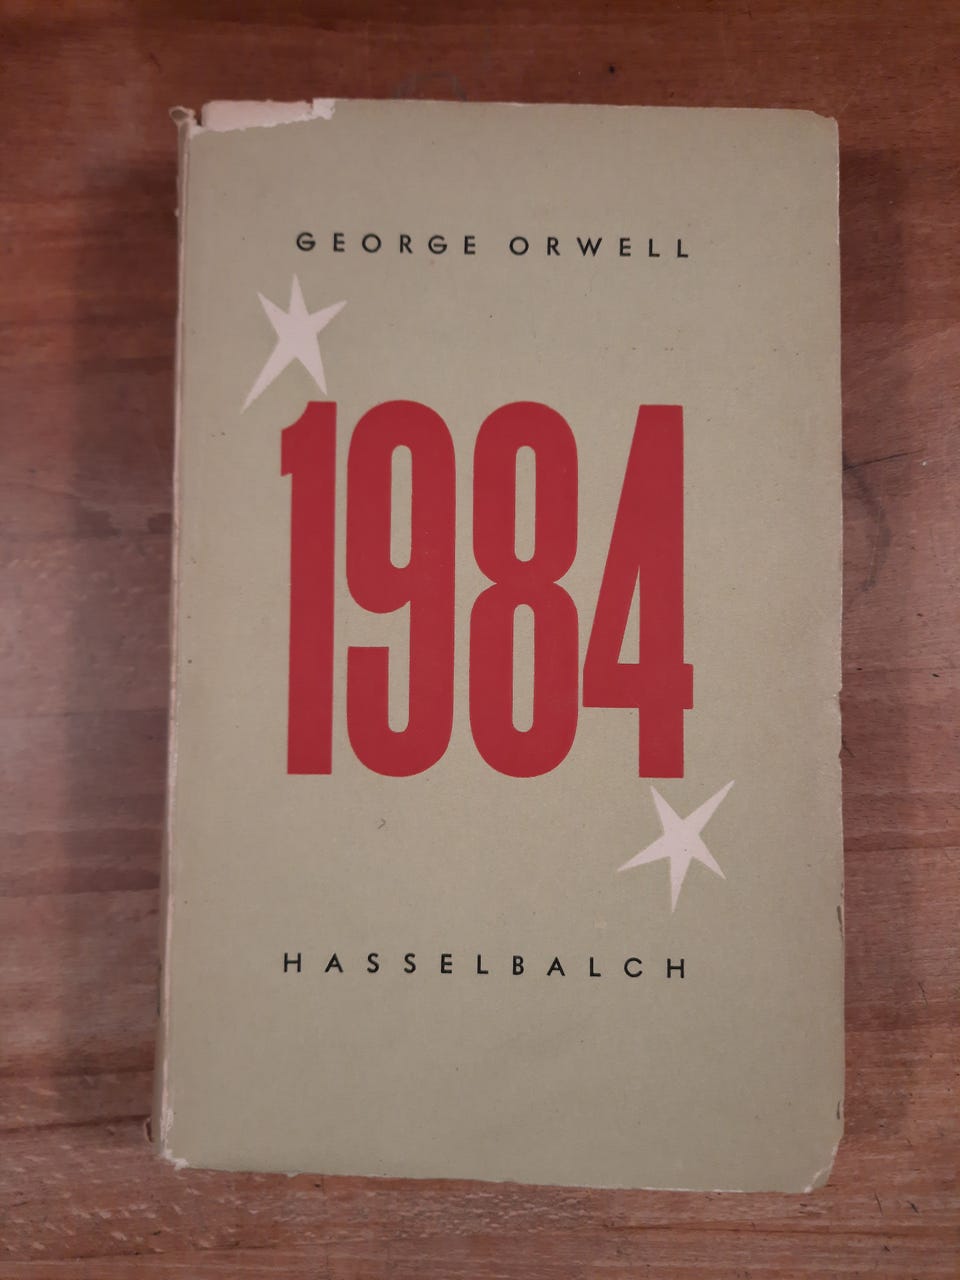 GEORGE ORWELL
1984
HASSELBALCH